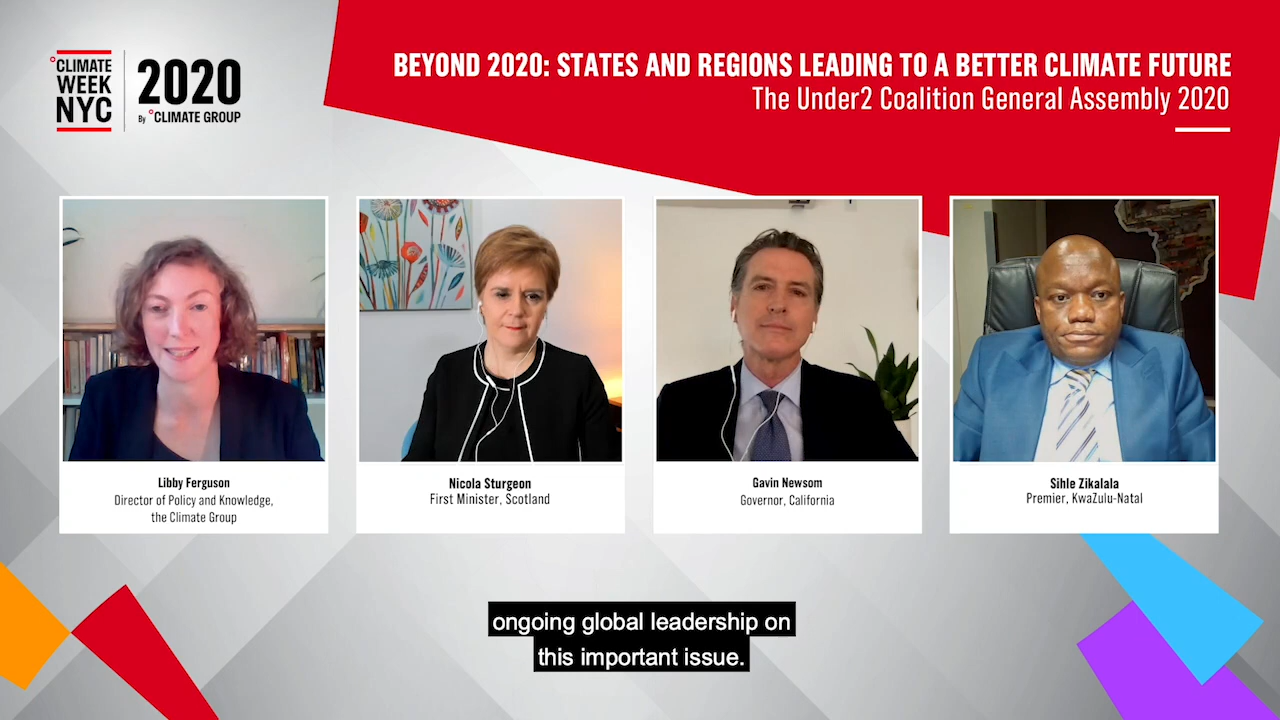 °CLIMATE
WEEK
NYC
2020
By °CLIMATE GROUP
BEYOND 2020: STATES AND REGIONS LEADING TO A BETTER CLIMATE FUTURE
The Under2 Coalition General Assembly 2020
Libby Ferguson
Director of Policy and Knowledge,
the Climate Group
Nicola Sturgeon
First Minister, Scotland
Gavin Newsom
Governor, California
Sihle Zikalala
Premier, KwaZulu-Natal
ongoing global leadership on
this important issue.